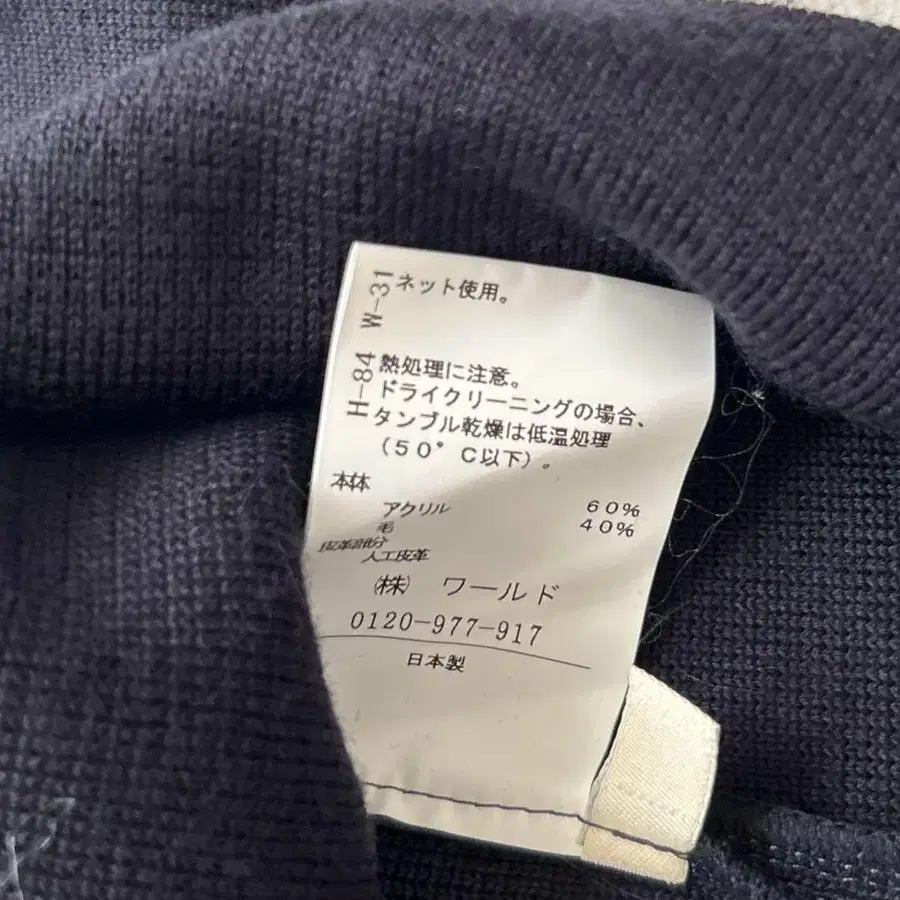 W-31
H-84
ネット使用。
熱処理に注意。
ドライクリーニングの場合、
タンブル乾燥は低温処理
(50°C以下)。
本体
アクリル 60%
毛 40%
皮革部分
人工皮革
㈱ ワールド
0120-977-917
日本製